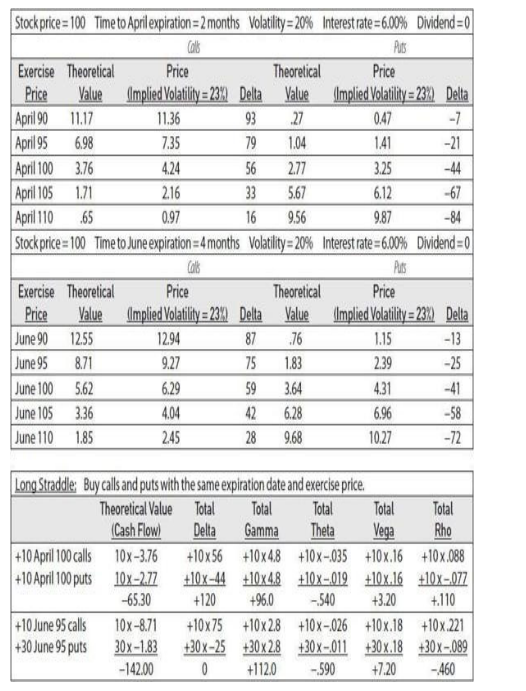 Stock price = 100 Time to April expiration = 2 months Volatility = 20% Interest rate = 6.00% Dividend = 0
Calls Puts
Exercise Theoretical Price Theoretical Price
Price Value (Implied Volatility = 23%) Delta Value (Implied Volatility = 23%) Delta
April 90 11.17 11.36 93 .27 0.47 -7
April 95 6.98 7.35 79 1.04 1.41 -21
April 100 3.76 4.24 56 2.77 3.25 -44
April 105 1.71 2.16 33 5.67 6.12 -67
April 110 .65 0.97 16 9.56 9.87 -84
Stock price = 100 Time to June expiration = 4 months Volatility = 20% Interest rate = 6.00% Dividend = 0
Calls Puts
Exercise Theoretical Price Theoretical Price
Price Value (Implied Volatility = 23%) Delta Value (Implied Volatility = 23%) Delta
June 90 12.55 12.94 87 .76 1.15 -13
June 95 8.71 9.27 75 1.83 2.39 -25
June 100 5.62 6.29 59 3.64 4.31 -41
June 105 3.36 4.04 42 6.28 6.96 -58
June 110 1.85 2.45 28 9.68 10.27 -72
Long Straddle: Buy calls and puts with the same expiration date and exercise price.
Theoretical Value Total Total Total Total Total
(Cash Flow) Delta Gamma Theta Vega Rho
+10 April 100 calls 10 x -3.76 +10 x 56 +10 x 4.8 +10 x -.035 +10 x .16 +10 x .088
+10 April 100 puts 10 x -2.77 +10 x -44 +10 x 4.8 +10 x -.019 +10 x .16 +10 x -.077
-65.30 +120 +96.0 -.540 +3.20 +.110
+10 June 95 calls 10 x -8.71 +10 x 75 +10 x 2.8 +10 x -.026 +10 x .18 +10 x .221
+30 June 95 puts 30 x -1.83 +30 x -25 +30 x 2.8 +30 x -.011 +30 x .18 +30 x -.089
-142.00 0 +112.0 -.590 +7.20 -.460